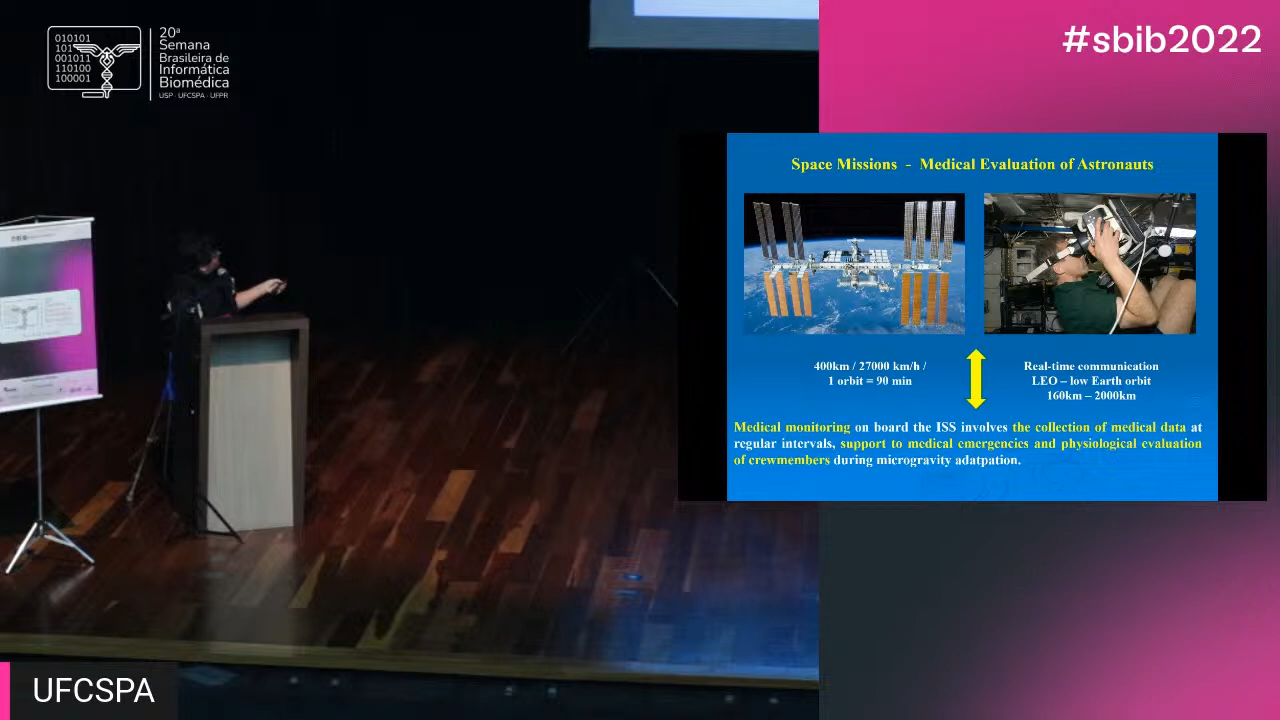 010101
101
001011
110100
100001
20ª
Semana
Brasileira de
Informática
Biomédica
USP · UFCSPA · UFPR
#sbib2022
Space Missions - Medical Evaluation of Astronauts
400km / 27000 km/h /
1 orbit = 90 min
Real-time communication
LEO – low Earth orbit
160km – 2000km
Medical monitoring on board the ISS involves the collection of medical data at
regular intervals, support to medical emergencies and physiological evaluation
of crewmembers during microgravity adatpation.
UFCSPA